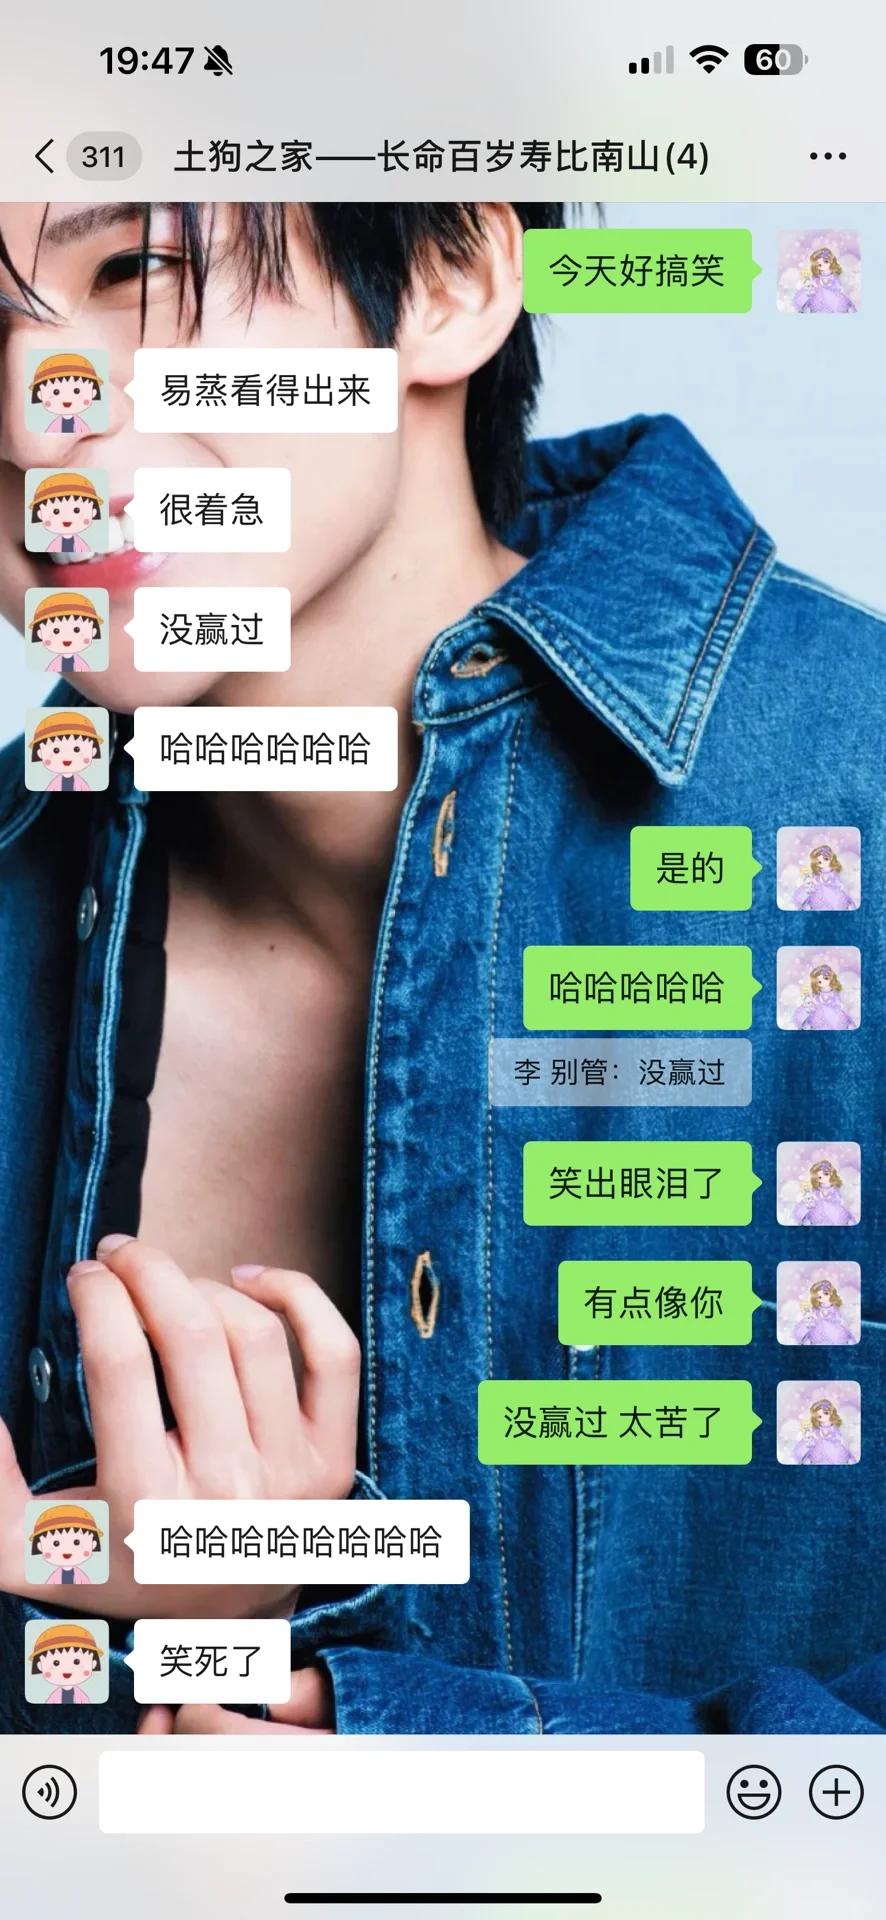 19:47
60
311
土狗之家——长命百岁寿比南山(4)
今天好搞笑
易蒸看得出来
很着急
没赢过
哈哈哈哈哈哈
是的
哈哈哈哈哈
李 别管：没赢过
笑出眼泪了
有点像你
没赢过 太苦了
哈哈哈哈哈哈哈哈
笑死了